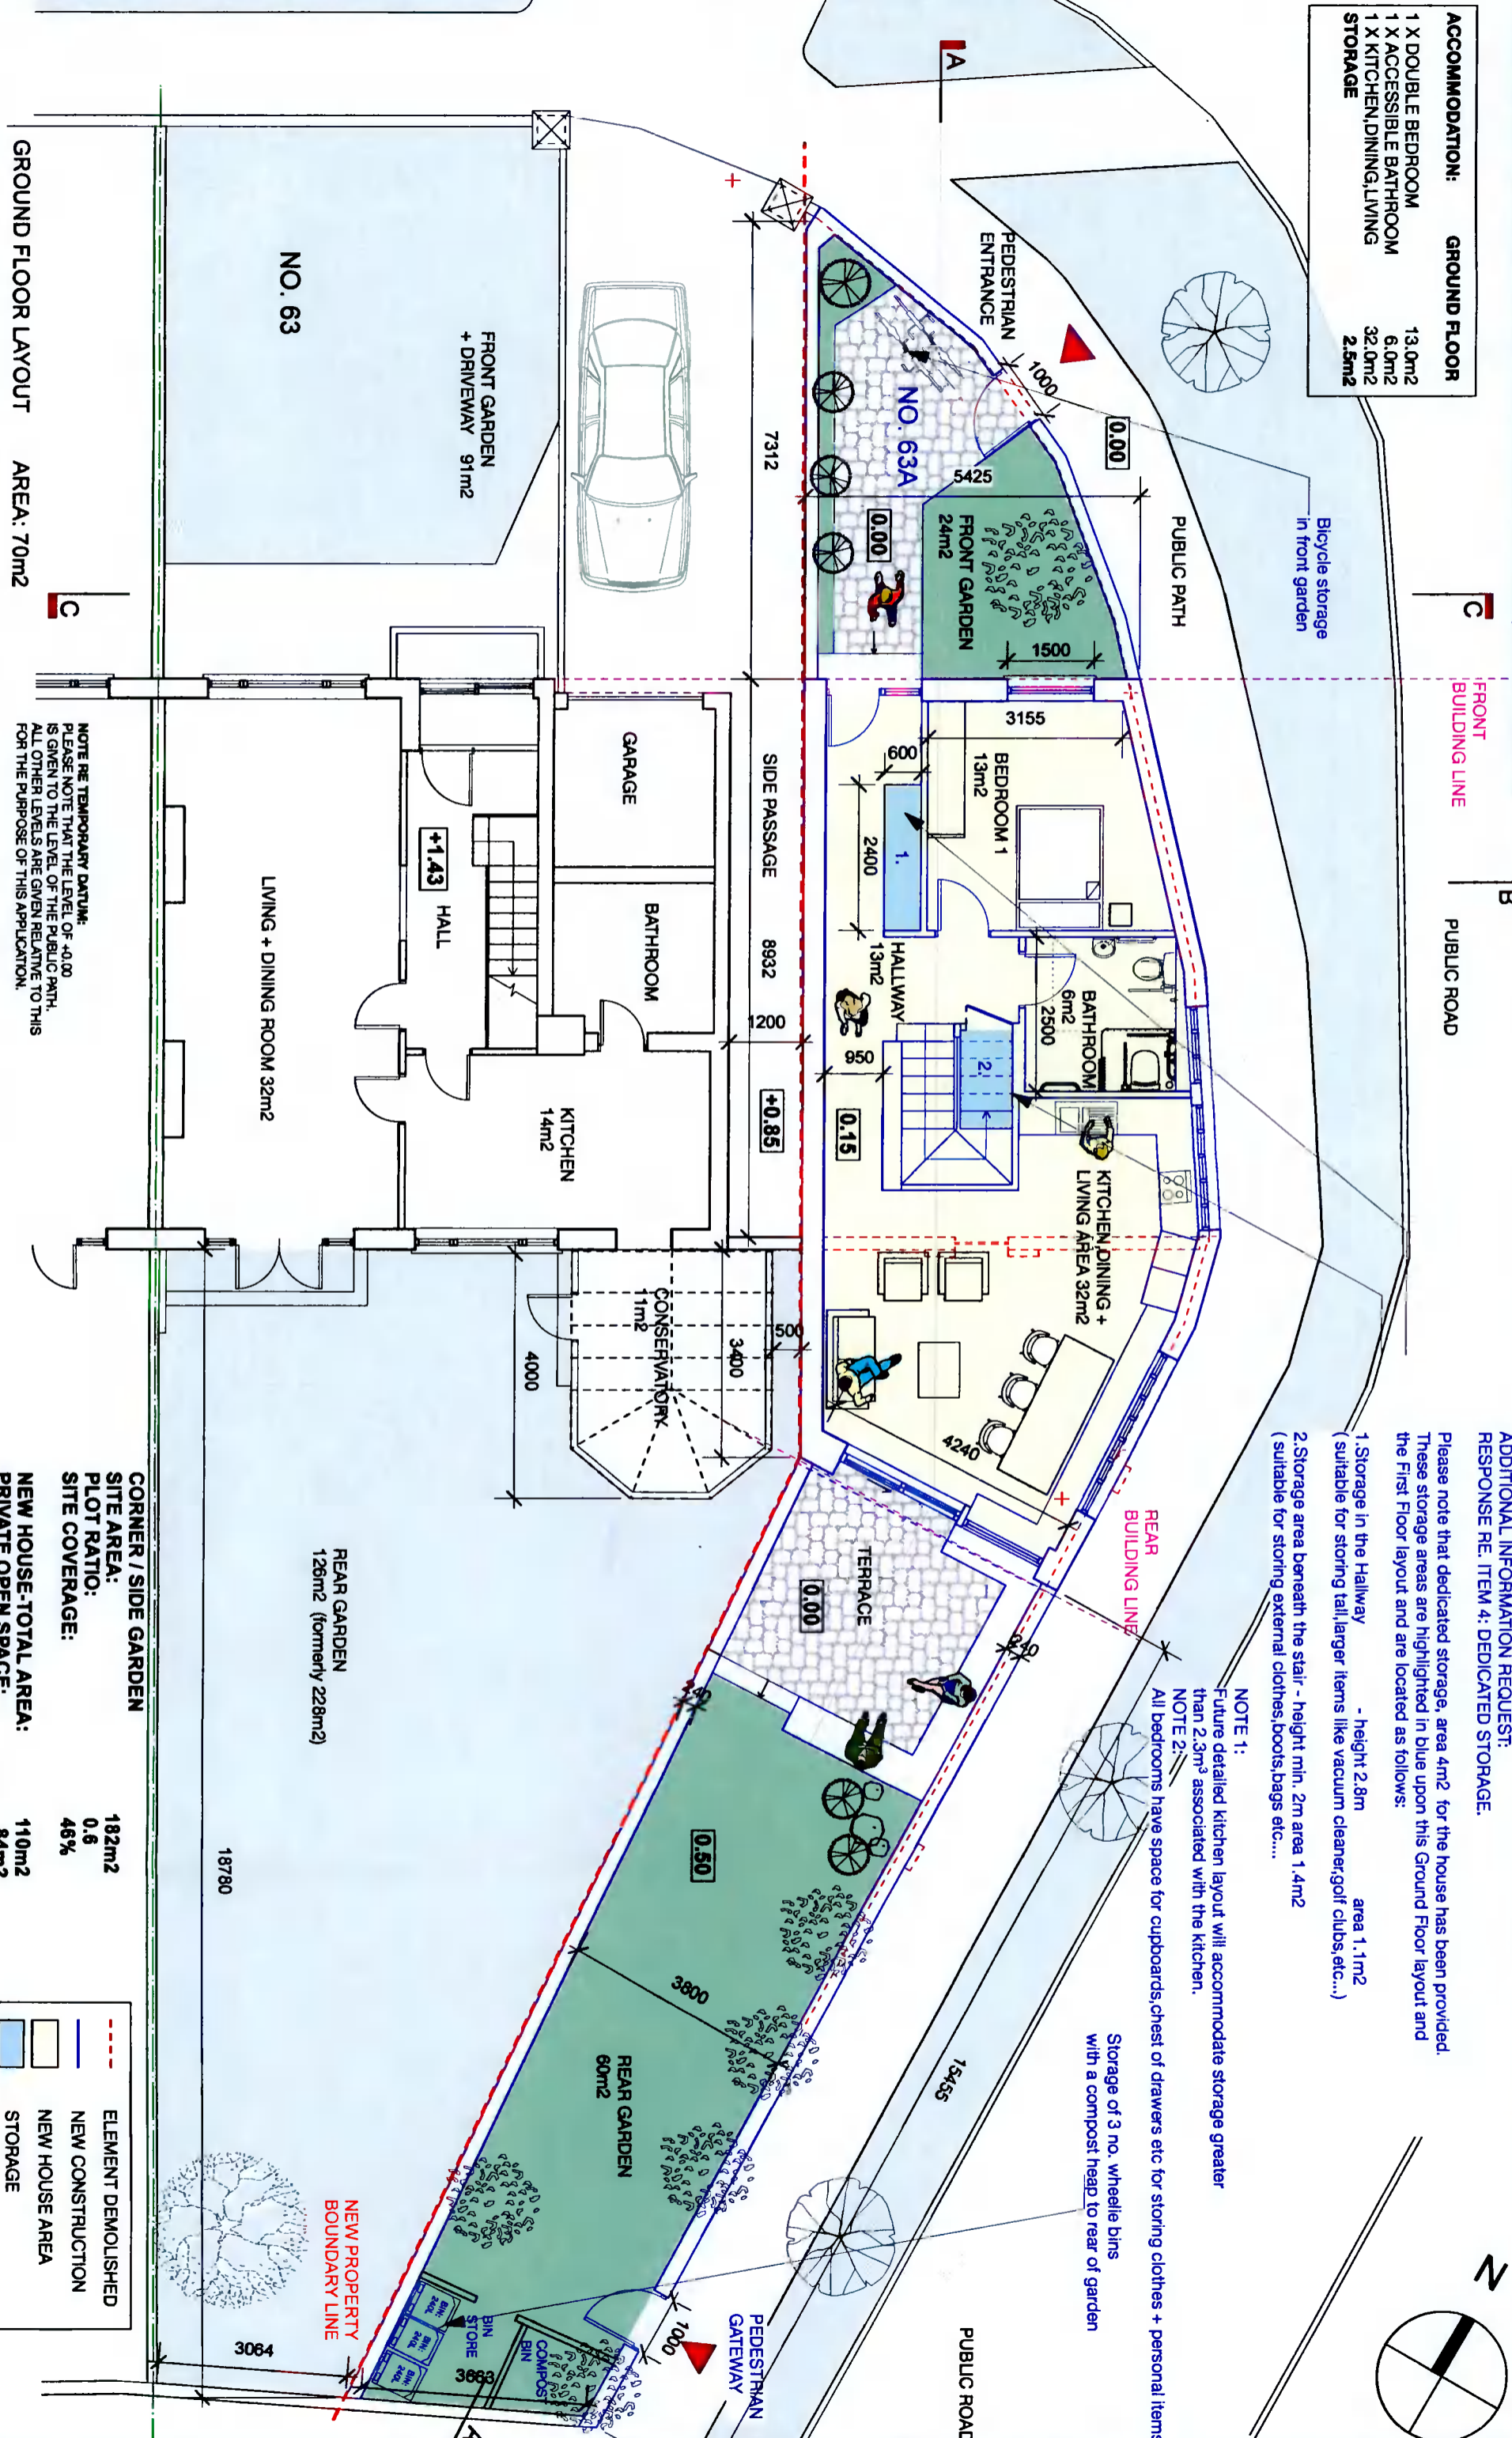 ACCOMMODATION: GROUND FLOOR
1 X DOUBLE BEDROOM 13.0m2
1 X ACCESSIBLE BATHROOM 6.0m2
1 X KITCHEN,DINING,LIVING 32.0m2
STORAGE 2.5m2
A
C
FRONT
BUILDING LINE
B
PUBLIC ROAD
ADDITIONAL INFORMATION REQUEST:
RESPONSE RE. ITEM 4: DEDICATED STORAGE.
Please note that dedicated storage, area 4m2 for the house has been provided.
These storage areas are highlighted in blue upon this Ground Floor layout and
the First Floor layout and are located as follows:
1.Storage in the Hallway - height 2.8m area 1.1m2
( suitable for storing tall,larger items like vacuum cleaner,golf clubs,etc...)
2.Storage area beneath the stair - height min. 2m area 1.4m2
( suitable for storing external clothes,boots,bags etc....
NOTE 1:
Future detailed kitchen layout will accommodate storage greater
than 2.3m³ associated with the kitchen.
NOTE 2:
All bedrooms have space for cupboards,chest of drawers etc for storing clothes + personal items
Storage of 3 no. wheelie bins
with a compost heap to rear of garden
N
Bicycle storage
in front garden
PUBLIC PATH
PEDESTRIAN
ENTRANCE
1000
0.00
NO. 63A
5425
FRONT GARDEN
24m2
0.00
1500
3155
600
BEDROOM 1
13m2
1.
2400
HALLWAY
13m2
BATHROOM
6m2
2500
2.
950
0.15
KITCHEN,DINING +
LIVING AREA 32m2
4240
REAR
BUILDING LINE
TERRACE
0.00
240
240
0.50
3800
REAR GARDEN
60m2
15455
PUBLIC ROAD
PEDESTRIAN
GATEWAY
1000
BIN
STORE
BIN:
240L
BIN:
240L
BIN:
240L
COMPOST
BIN
3683
7312
SIDE PASSAGE 8932
1200
+0.85
500
3400
4000
CONSERVATORY
11m2
NO. 63
FRONT GARDEN
+ DRIVEWAY 91m2
GARAGE
BATHROOM
HALL
+1.43
KITCHEN
14m2
LIVING + DINING ROOM 32m2
REAR GARDEN
126m2 (formerly 228m2)
18780
NEW PROPERTY
BOUNDARY LINE
3064
GROUND FLOOR LAYOUT AREA: 70m2
C
NOTE RE TEMPORARY DATUM:
PLEASE NOTE THAT THE LEVEL OF +0.00
IS GIVEN TO THE LEVEL OF THE PUBLIC PATH.
ALL OTHER LEVELS ARE GIVEN RELATIVE TO THIS
FOR THE PURPOSE OF THIS APPLICATION.
CORNER / SIDE GARDEN
SITE AREA: 182m2
PLOT RATIO: 0.6
SITE COVERAGE: 46%
NEW HOUSE-TOTAL AREA: 110m2
PRIVATE OPEN SPACE: 84m2
ELEMENT DEMOLISHED
NEW CONSTRUCTION
NEW HOUSE AREA
STORAGE